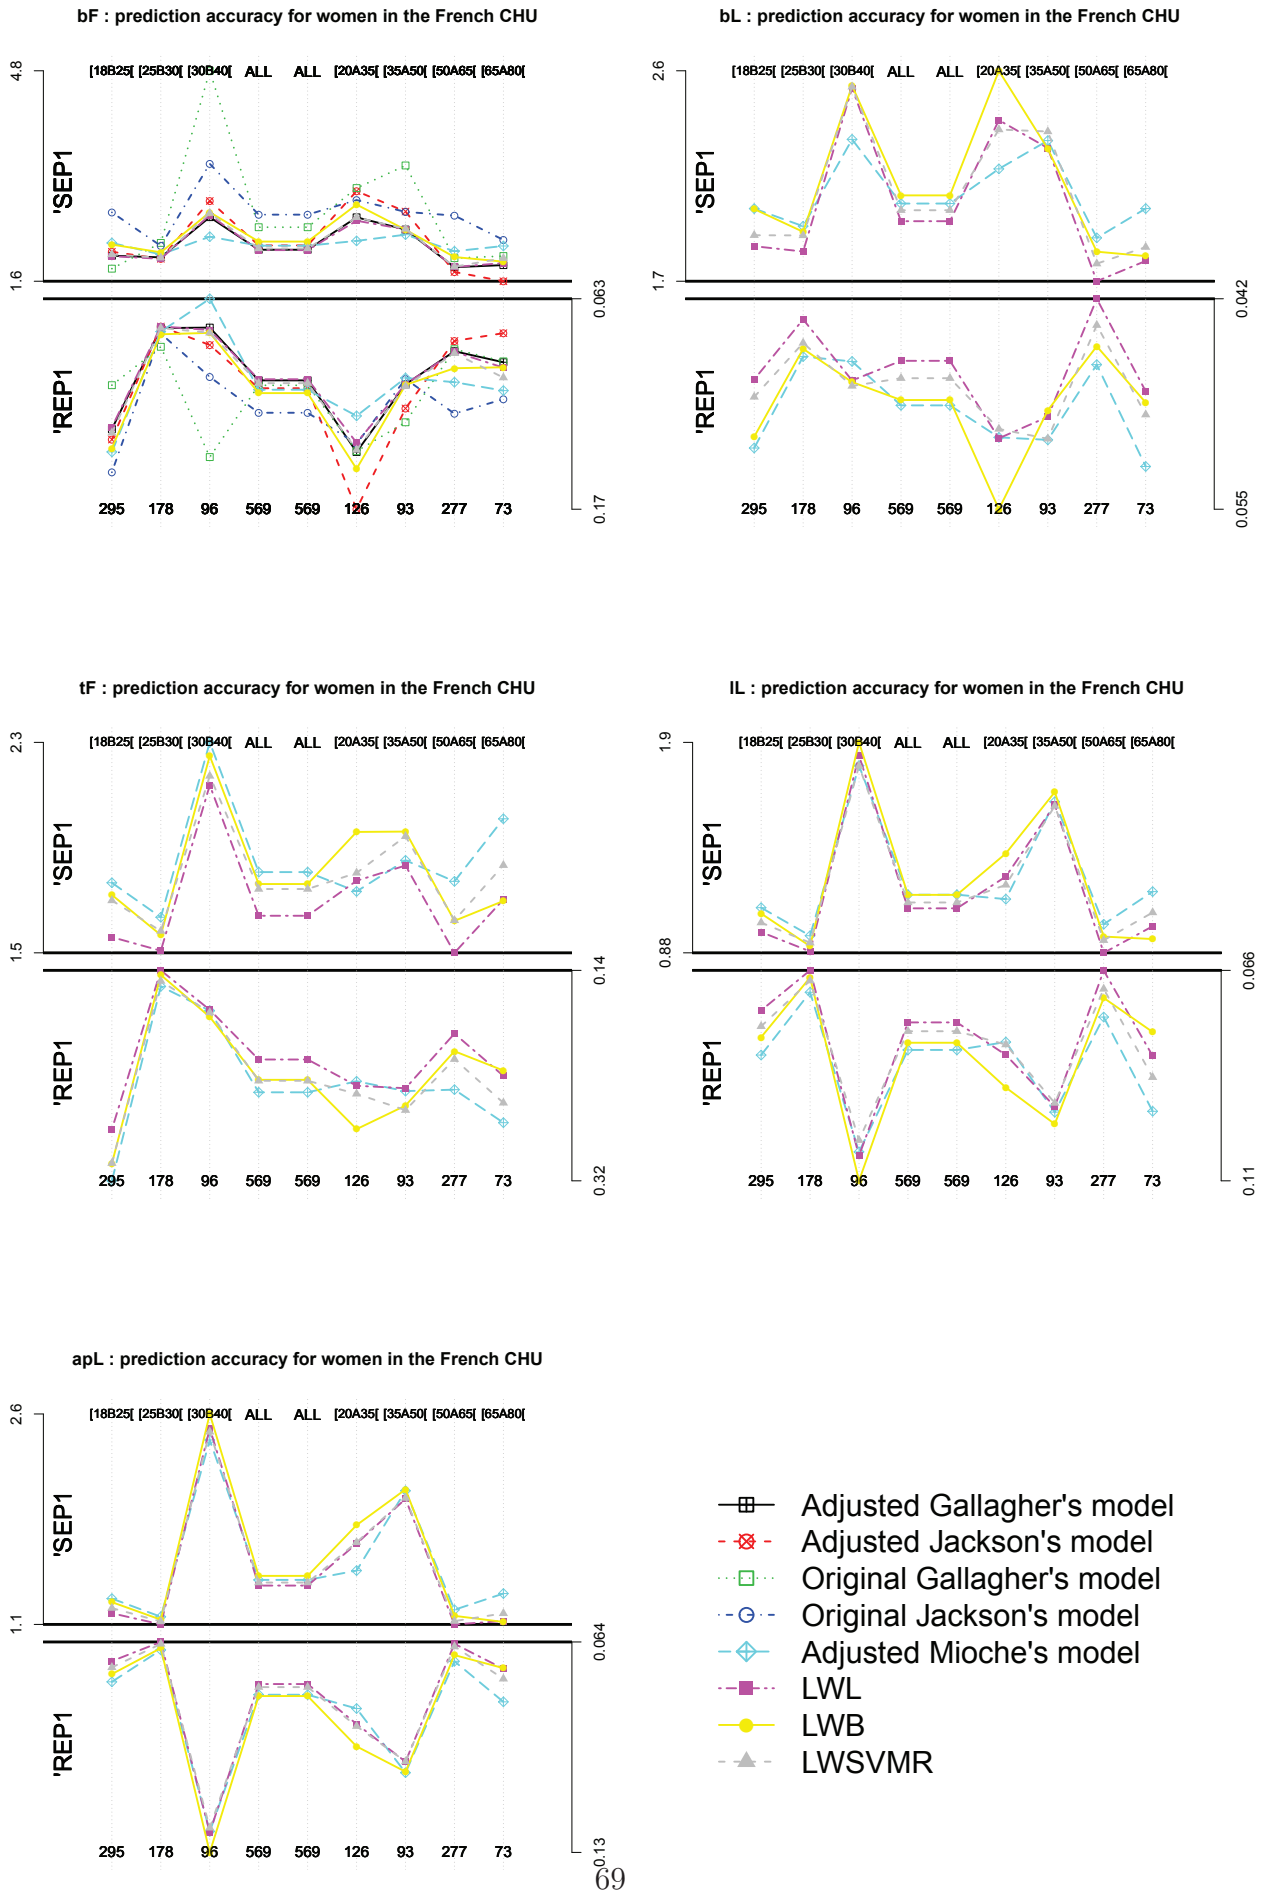 bF : prediction accuracy for women in the French CHU
[18B25[ [25B30[ [30B40[ ALL ALL [20A35[ [35A50[ [50A65[ [65A80[
4.8
'SEP1
1.6
0.063
'REP1
0.17
295 178 96 569 569 126 93 277 73
bL : prediction accuracy for women in the French CHU
[18B25[ [25B30[ [30B40[ ALL ALL [20A35[ [35A50[ [50A65[ [65A80[
2.6
'SEP1
1.7
0.042
'REP1
0.055
295 178 96 569 569 126 93 277 73
tF : prediction accuracy for women in the French CHU
[18B25[ [25B30[ [30B40[ ALL ALL [20A35[ [35A50[ [50A65[ [65A80[
2.3
'SEP1
1.5
0.14
'REP1
0.32
295 178 96 569 569 126 93 277 73
lL : prediction accuracy for women in the French CHU
[18B25[ [25B30[ [30B40[ ALL ALL [20A35[ [35A50[ [50A65[ [65A80[
1.9
'SEP1
0.88
0.066
'REP1
0.11
295 178 96 569 569 126 93 277 73
apL : prediction accuracy for women in the French CHU
[18B25[ [25B30[ [30B40[ ALL ALL [20A35[ [35A50[ [50A65[ [65A80[
2.6
'SEP1
1.1
0.064
'REP1
0.13
295 178 96 569 569 126 93 277 73
Adjusted Gallagher's model
Adjusted Jackson's model
Original Gallagher's model
Original Jackson's model
Adjusted Mioche's model
LWL
LWB
LWSVMR
69